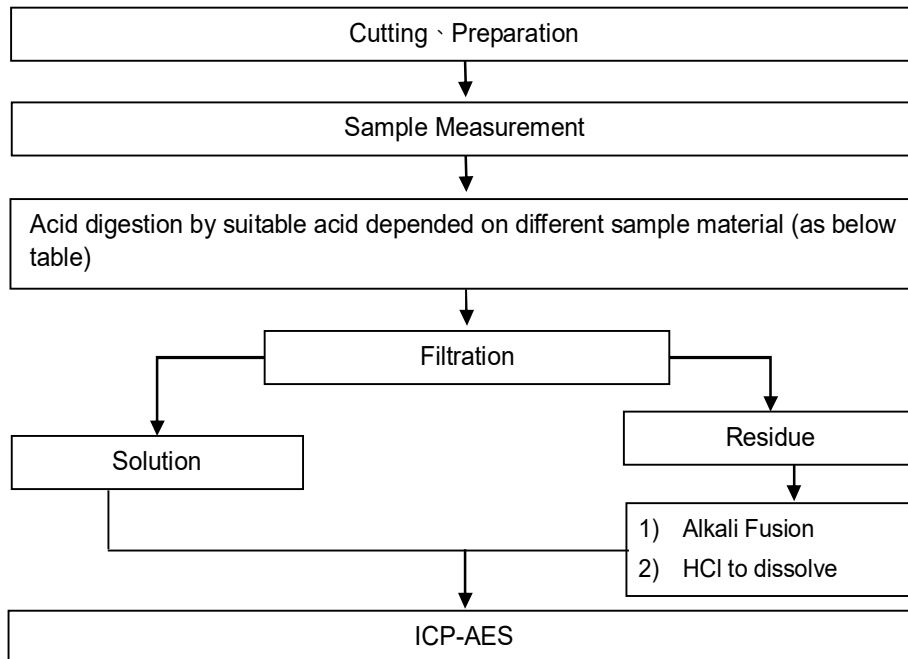 Cutting、Preparation
Sample Measurement
Acid digestion by suitable acid depended on different sample material (as below
table)
Filtration
Solution
Residue
1) Alkali Fusion
2) HCl to dissolve
ICP-AES